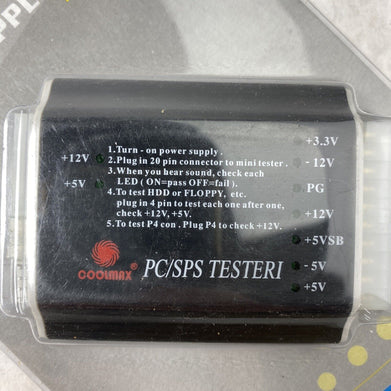 +12V
+5V
1.Turn - on power supply .
2.Plug in 20 pin connector to mini tester .
3.When you hear sound, check each
LED ( ON=pass OFF=fail ).
4.To test HDD or FLOPPY, etc.
plug in 4 pin to test each one after one,
check +12V, +5V.
5.To test P4 con . Plug P4 to check +12V.
+3.3V
- 12V
PG
+12V
+5VSB
- 5V
+5V
COOLMAX
PC/SPS TESTERI